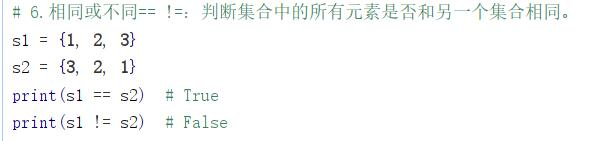 # 6.相同或不同== !=: 判断集合中的所有元素是否和另一个集合相同。
s1 = {1, 2, 3}
s2 = {3, 2, 1}
print(s1 == s2)  # True
print(s1 != s2)  # False